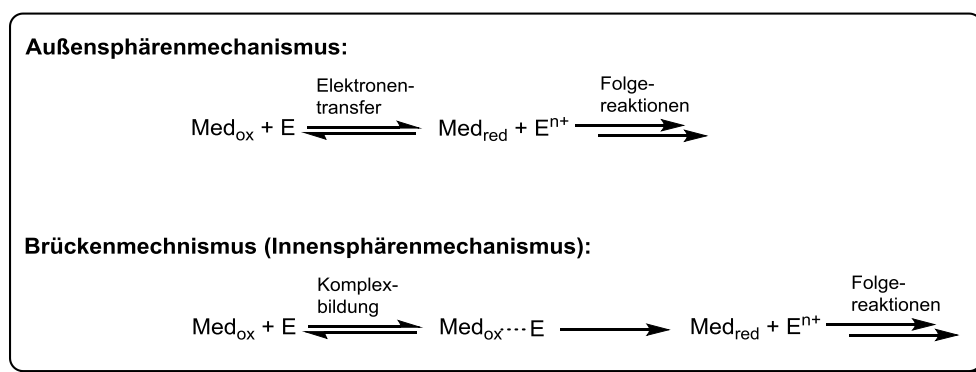 Außensphärenmechanismus:
Elektronen-
transfer
Folge-
reaktionen
Medox + E
Medred + En+
Brückenmechnismus (Innensphärenmechanismus):
Komplex-
bildung
Folge-
reaktionen
Medox + E
Medox···E
Medred + En+